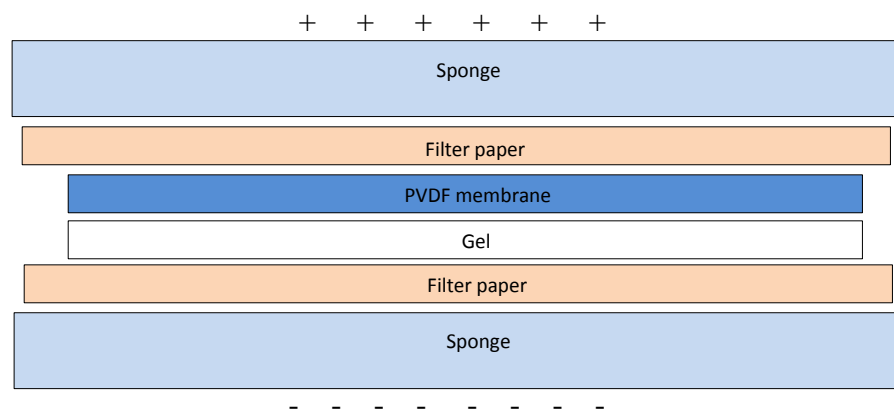 + + + + + +
Sponge
Filter paper
PVDF membrane
Gel
Filter paper
Sponge
- - - - - - - -